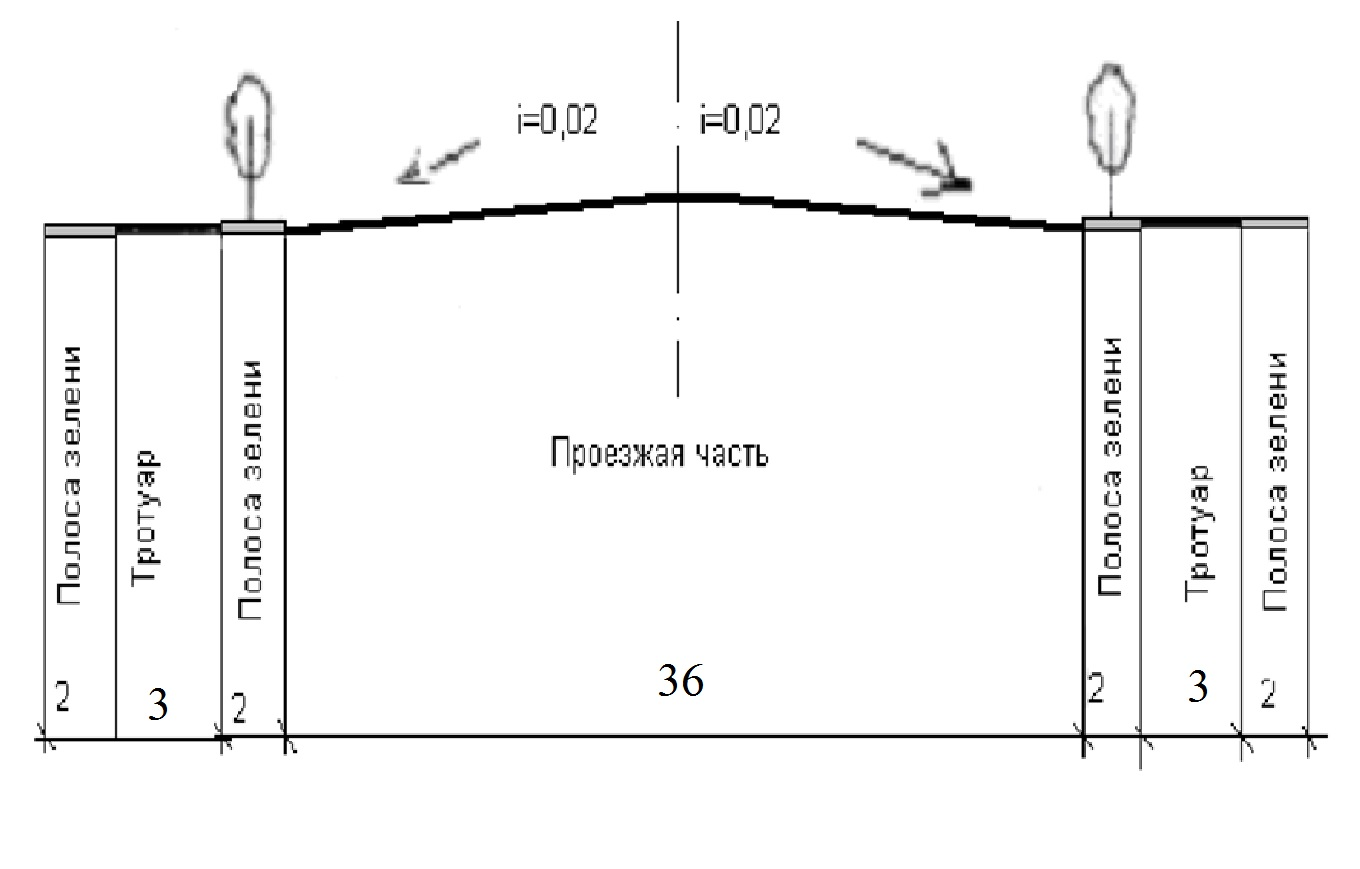 i=0,02
i=0,02
Проезжая часть
Полоса зелени
Тротуар
Полоса зелени
Полоса зелени
Тротуар
Полоса зелени
2
3
2
36
2
3
2